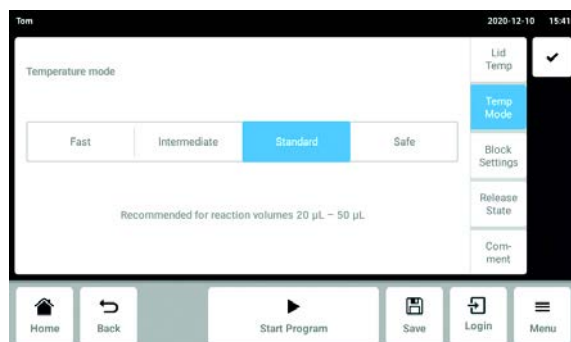 Tom
2020-12-10 15:41
Temperature mode
Fast
Intermediate
Standard
Safe
Recommended for reaction volumes 20 µL – 50 µL
Lid
Temp
Temp
Mode
Block
Settings
Release
State
Com-
ment
Home
Back
Start Program
Save
Login
Menu